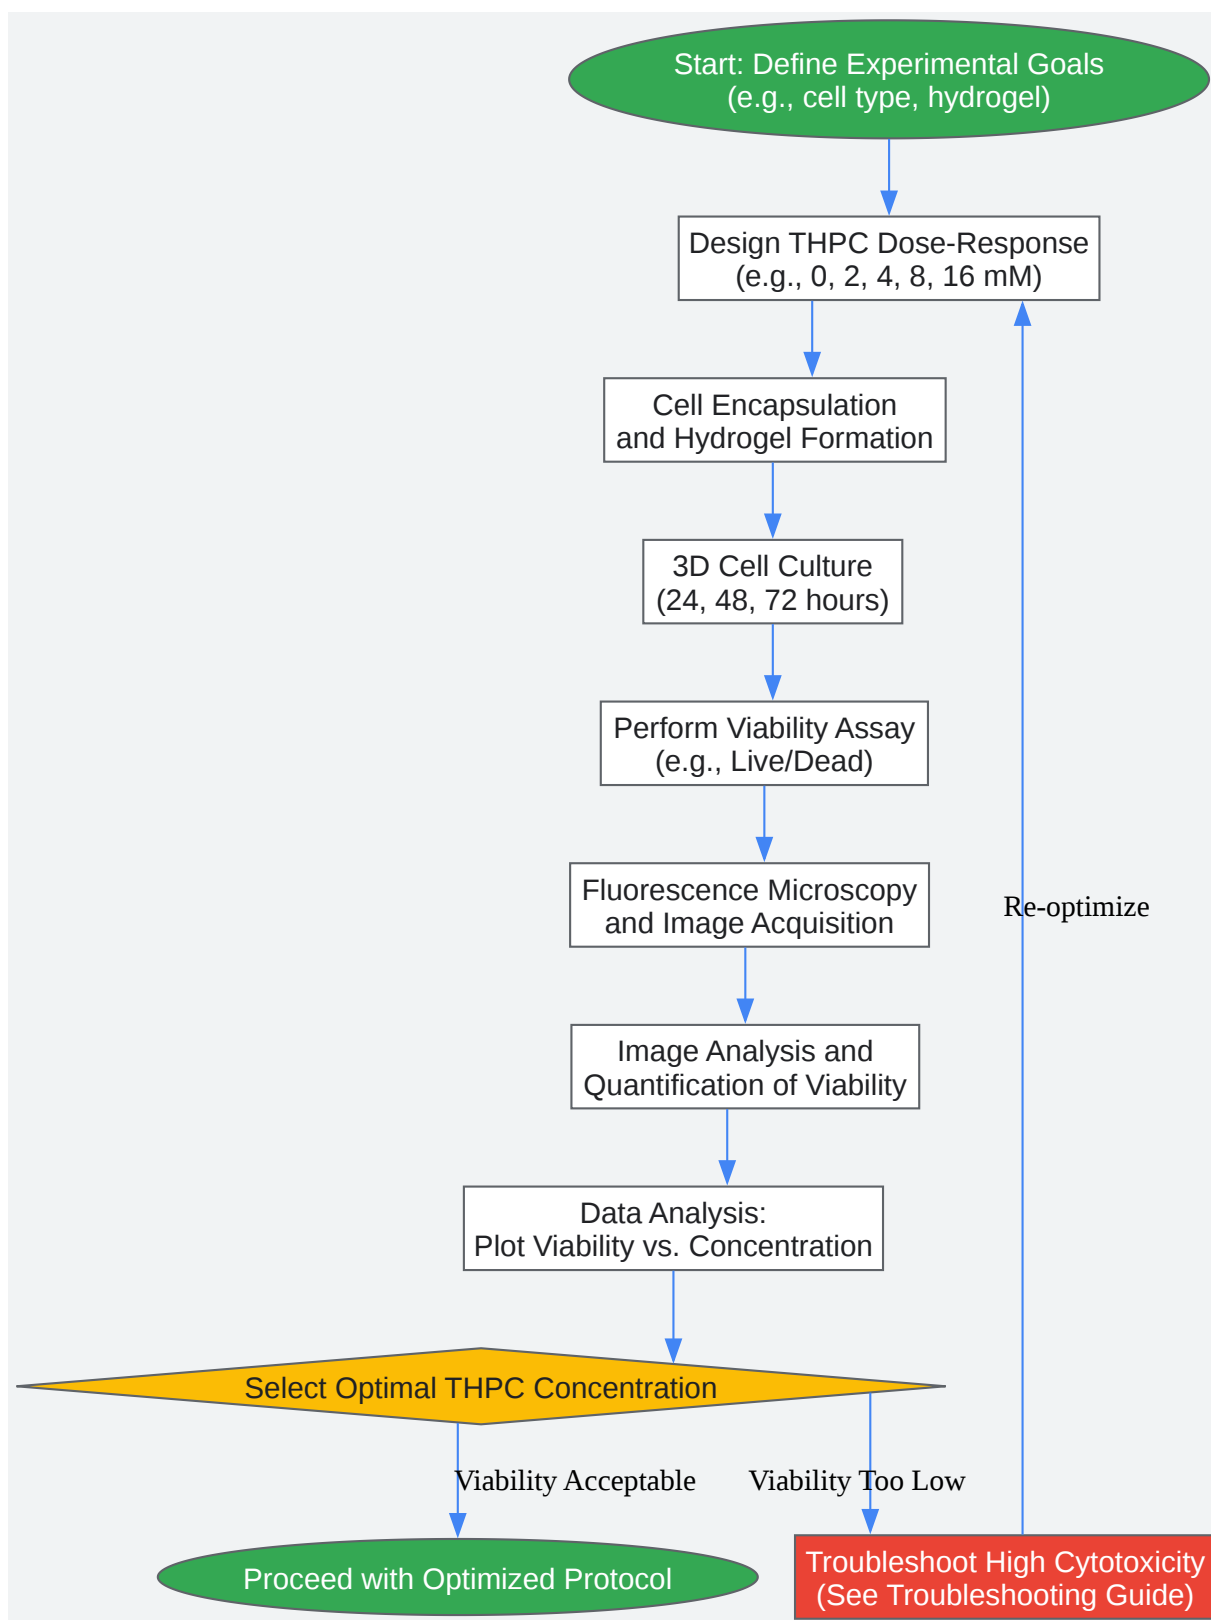 Start: Define Experimental Goals
(e.g., cell type, hydrogel)
Design THPC Dose-Response
(e.g., 0, 2, 4, 8, 16 mM)
Cell Encapsulation
and Hydrogel Formation
3D Cell Culture
(24, 48, 72 hours)
Perform Viability Assay
(e.g., Live/Dead)
Fluorescence Microscopy
and Image Acquisition
Re-optimize
Image Analysis and
Quantification of Viability
Data Analysis:
Plot Viability vs. Concentration
Select Optimal THPC Concentration
Viability Acceptable
Viability Too Low
Proceed with Optimized Protocol
Troubleshoot High Cytotoxicity
(See Troubleshooting Guide)